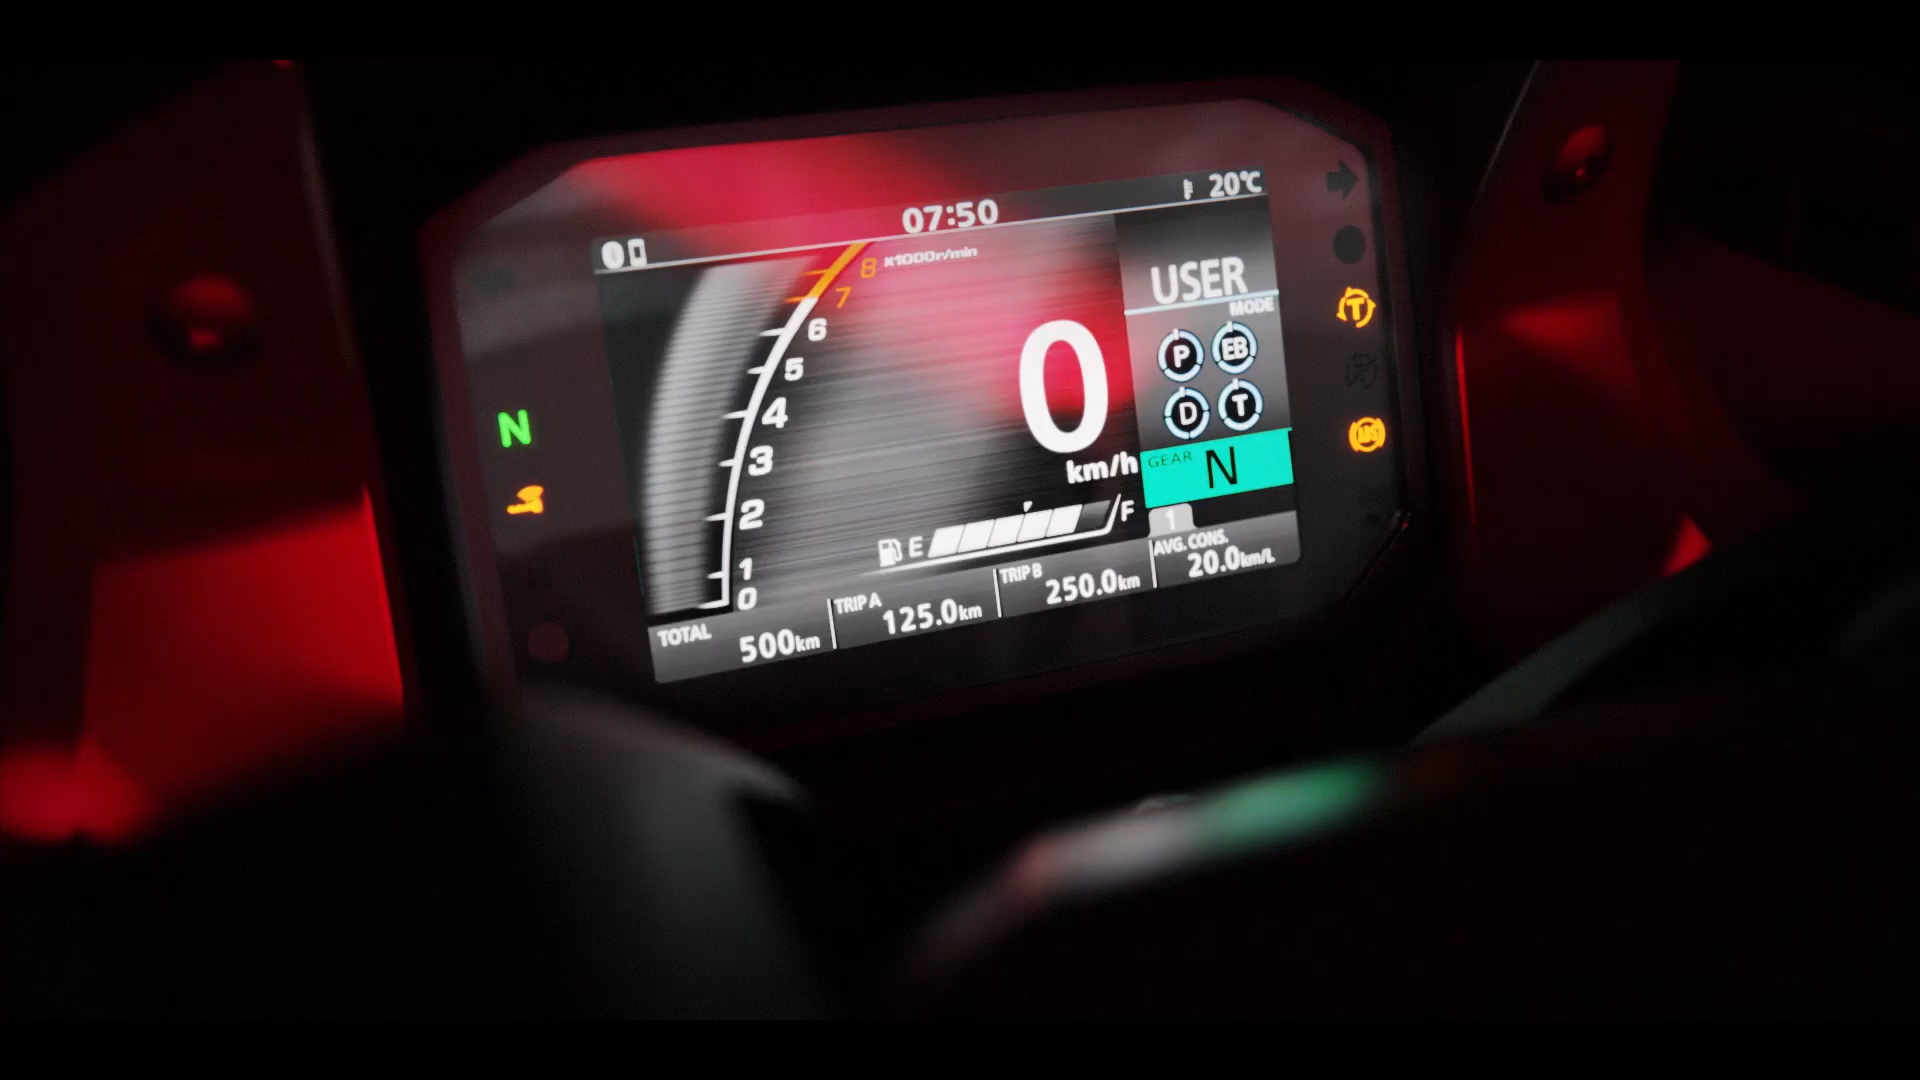 07:50
20℃
8 x1000r/min
7
6
5
4
3
2
1
0
0
km/h
USER
MODE
P EB
D T
GEAR N
1
E F
TOTAL 500km
TRIP A 125.0km
TRIP B 250.0km
AVG. CONS. 20.0km/L
N
T
ABS